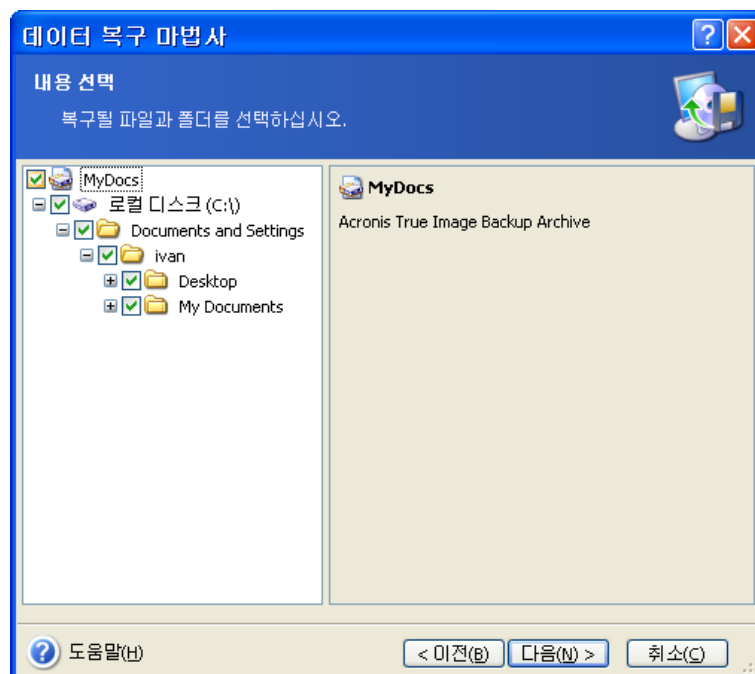 데이터 복구 마법사
내용 선택
복구될 파일과 폴더를 선택하십시오.
MyDocs
로컬 디스크 (C:\)
Documents and Settings
ivan
Desktop
My Documents
MyDocs
Acronis True Image Backup Archive
도움말(H)
< 이전(B)
다음(N) >
취소(C)